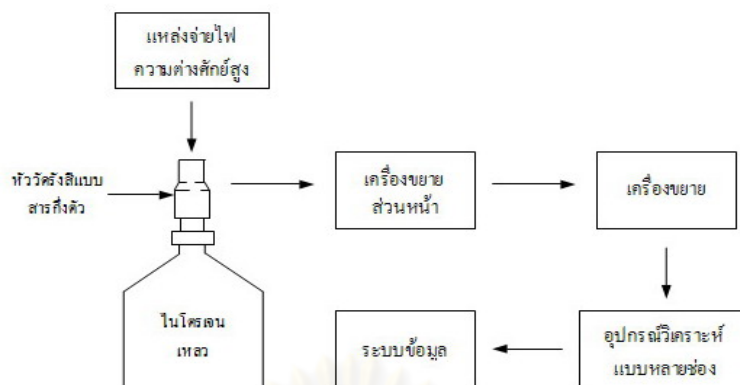 แหล่งจ่ายไฟ
ความต่างศักย์สูง
หัววัดรังสีแบบ
สารกึ่งตัว
เครื่องขยาย
ส่วนหน้า
เครื่องขยาย
ไนโตรเจน
เหลว
ระบบข้อมูล
อุปกรณ์วิเคราะห์
แบบหลายช่อง